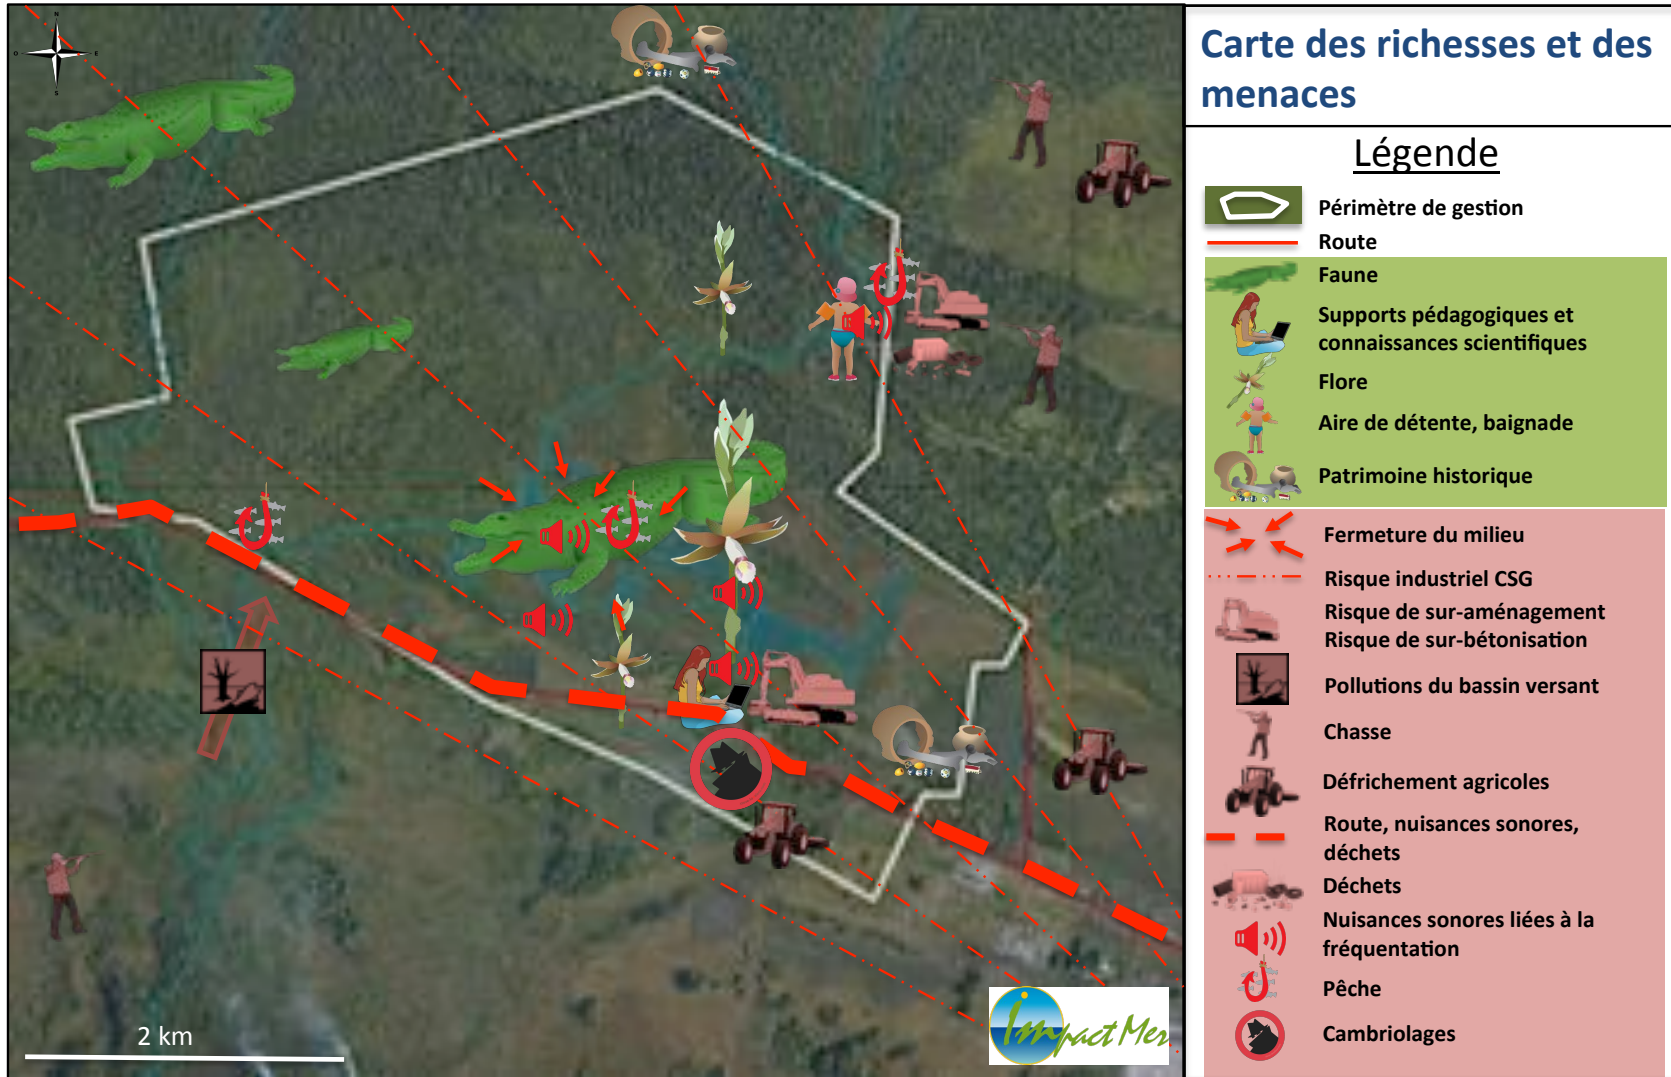 N
O
E
S
2 km
Impact Mer
Carte des richesses et des
menaces
Légende
Périmètre de gestion
Route
Faune
Supports pédagogiques et
connaissances scientifiques
Flore
Aire de détente, baignade
Patrimoine historique
Fermeture du milieu
Risque industriel CSG
Risque de sur-aménagement
Risque de sur-bétonisation
Pollutions du bassin versant
Chasse
Défrichement agricoles
Route, nuisances sonores,
déchets
Déchets
Nuisances sonores liées à la
fréquentation
Pêche
Cambriolages